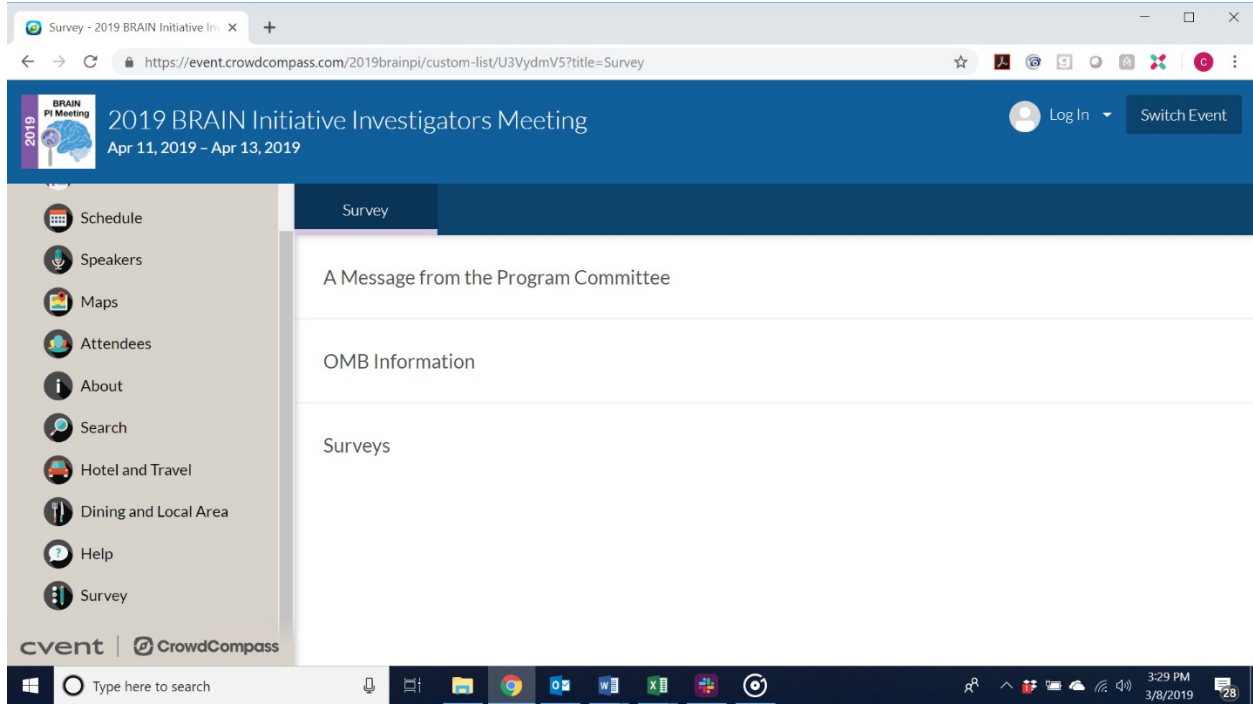 Survey - 2019 BRAIN Initiative In
https://event.crowdcompass.com/2019brainpi/custom-list/U3VydmV5?title=Survey
C
2019
BRAIN
PI Meeting
2019 BRAIN Initiative Investigators Meeting
Apr 11, 2019 – Apr 13, 2019
Log In
Switch Event
Schedule
Speakers
Maps
Attendees
About
Search
Hotel and Travel
Dining and Local Area
Help
Survey
cvent | CrowdCompass
Survey
A Message from the Program Committee
OMB Information
Surveys
Type here to search
3:29 PM
3/8/2019
28